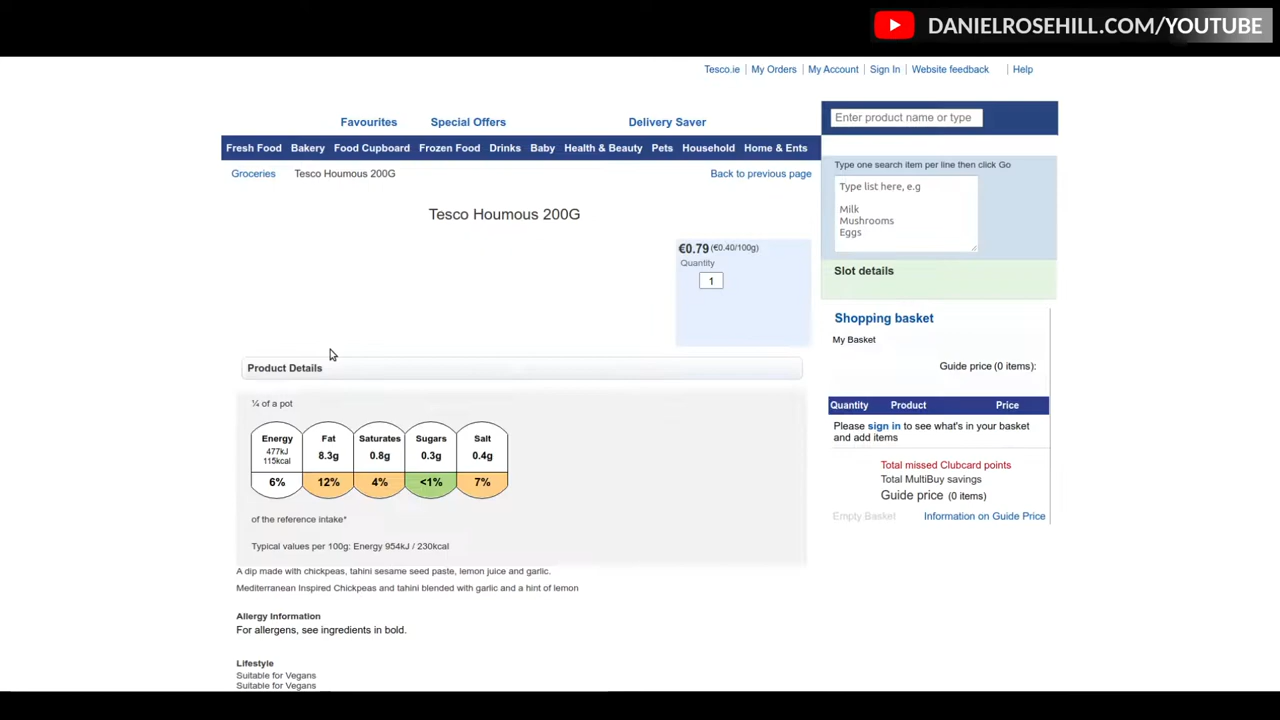 DANIELROSEHILL.COM/YOUTUBE
Tesco.ie My Orders My Account Sign In Website feedback Help
Favourites Special Offers Delivery Saver
Enter product name or type
Fresh Food Bakery Food Cupboard Frozen Food Drinks Baby Health & Beauty Pets Household Home & Ents
Groceries Tesco Houmous 200G Back to previous page
Type one search item per line then click Go
Type list here, e.g
Milk
Mushrooms
Eggs
Tesco Houmous 200G
€0.79 (€0.40/100g)
Quantity
1
Slot details
Shopping basket
My Basket
Guide price (0 items):
Quantity Product Price
Please sign in to see what's in your basket
and add items
Total missed Clubcard points
Total MultiBuy savings
Guide price (0 items)
Empty Basket Information on Guide Price
Product Details
¼ of a pot
Energy Fat Saturates Sugars Salt
477kJ
115kcal
8.3g 0.8g 0.3g 0.4g
6% 12% 4% <1% 7%
of the reference intake*
Typical values per 100g: Energy 954kJ / 230kcal
A dip made with chickpeas, tahini sesame seed paste, lemon juice and garlic.
Mediterranean Inspired Chickpeas and tahini blended with garlic and a hint of lemon
Allergy Information
For allergens, see ingredients in bold.
Lifestyle
Suitable for Vegans
Suitable for Vegans